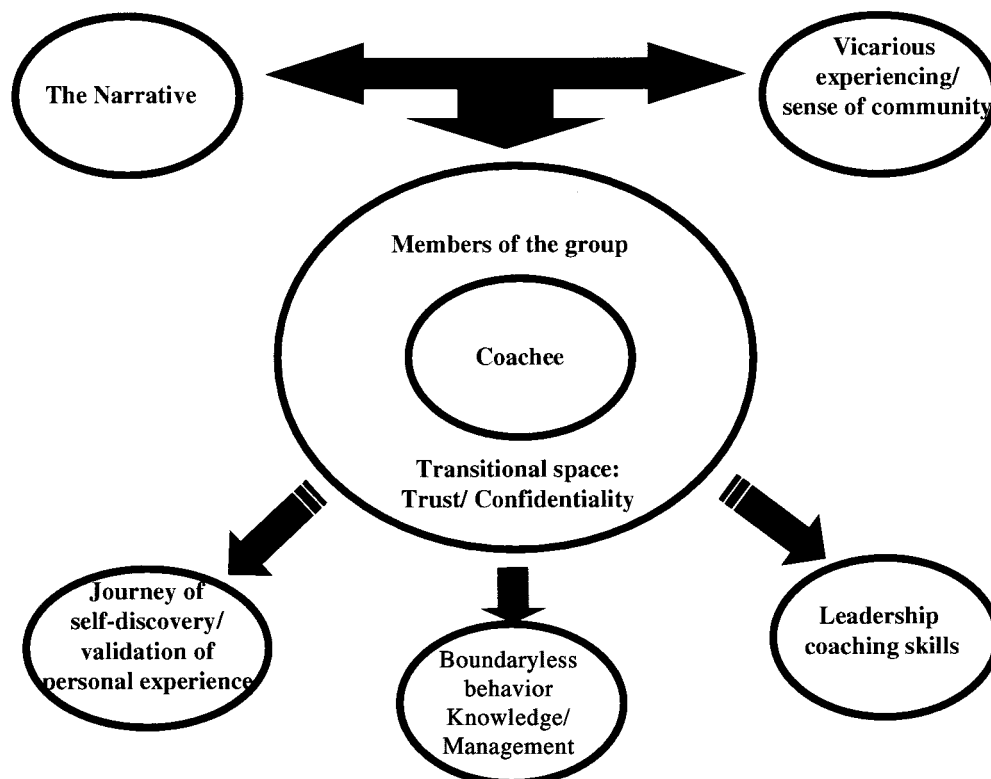 The Narrative
Vicarious
experiencing/
sense of community
Members of the group
Coachee
Transitional space:
Trust/ Confidentiality
Journey of
self-discovery/
validation of
personal experience
Boundaryless
behavior
Knowledge/
Management
Leadership
coaching skills